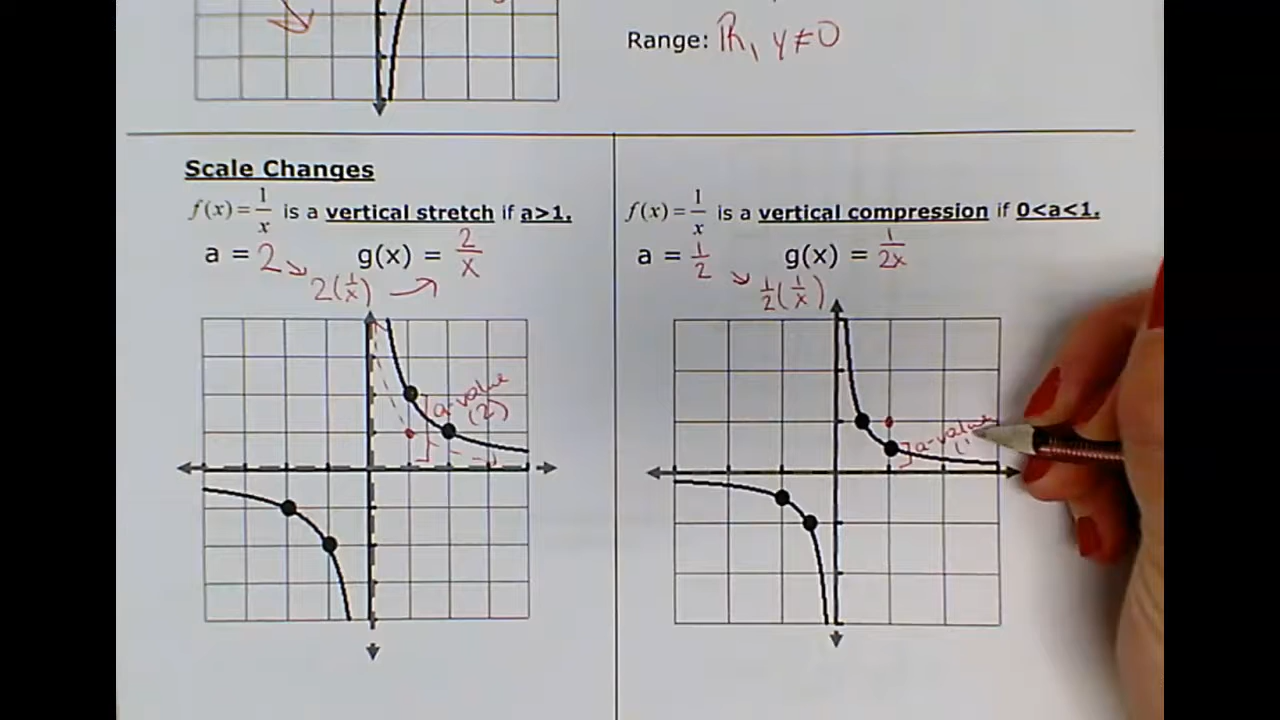 Range: ℝ, y≠0
Scale Changes
f(x) = 1/x is a vertical stretch if a>1.
a = 2 g(x) = 2/x
2(1/x)
a-value
(2)
f(x) = 1/x is a vertical compression if 0<a<1.
a = 1/2 g(x) = 1/2x
1/2(1/x)
a-value